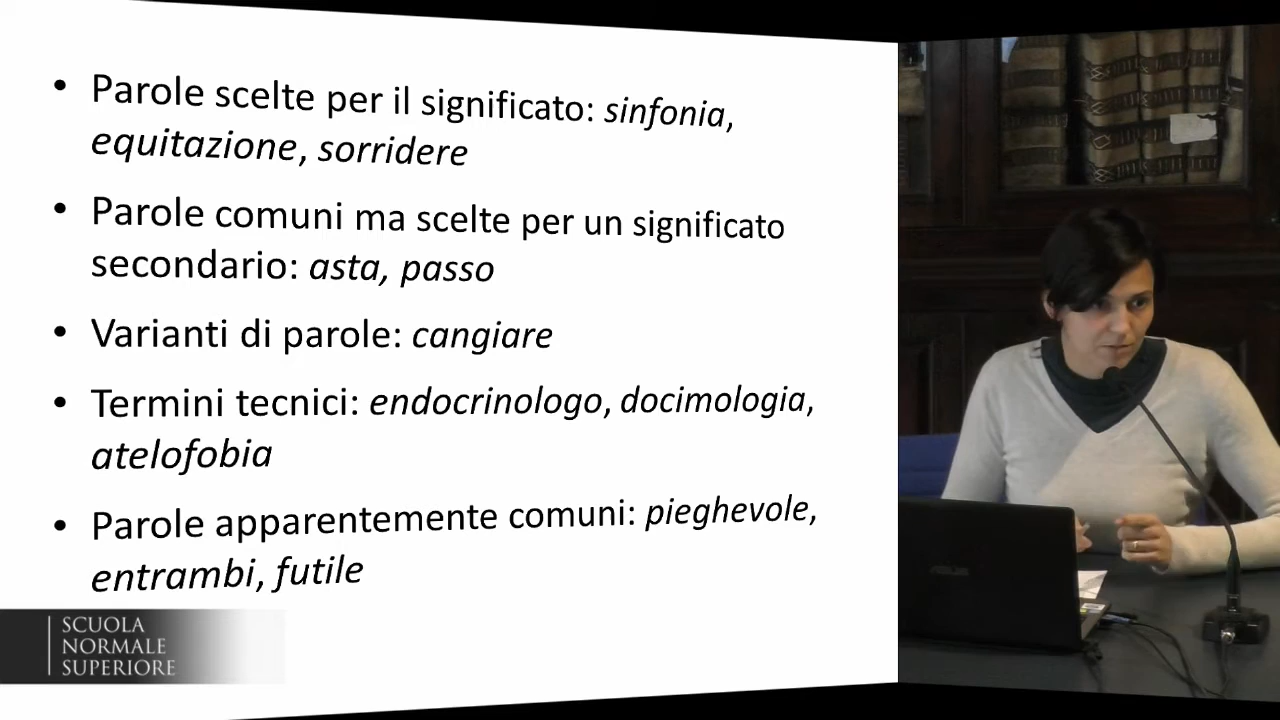 • Parole scelte per il significato: sinfonia,
equitazione, sorridere
• Parole comuni ma scelte per un significato
secondario: asta, passo
• Varianti di parole: cangiare
• Termini tecnici: endocrinologo, docimologia,
atelofobia
• Parole apparentemente comuni: pieghevole,
entrambi, futile
SCUOLA
NORMALE
SUPERIORE
ASUS